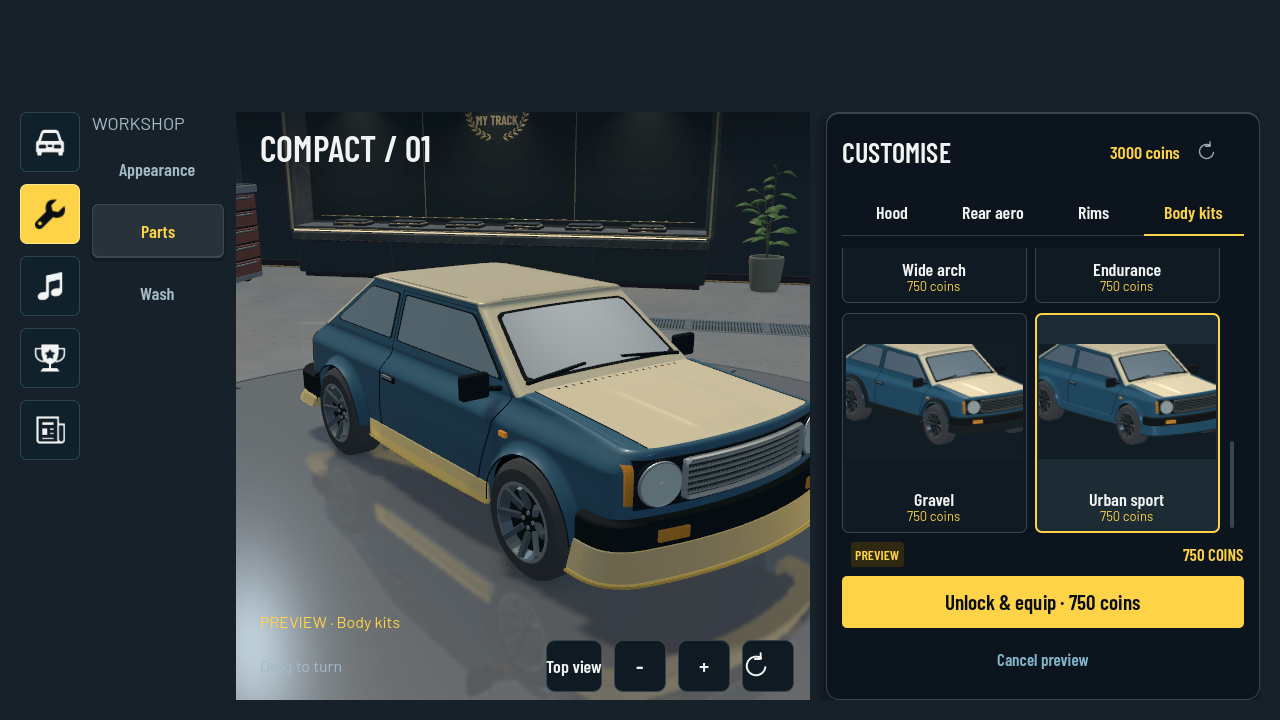 WORKSHOP
Appearance
Parts
Wash
MY TRACK
COMPACT / 01
PREVIEW · Body kits
Drag to turn
Top view
-
+
CUSTOMISE
3000 coins
Hood
Rear aero
Rims
Body kits
Wide arch
750 coins
Endurance
750 coins
Gravel
750 coins
Urban sport
750 coins
PREVIEW
750 COINS
Unlock & equip · 750 coins
Cancel preview